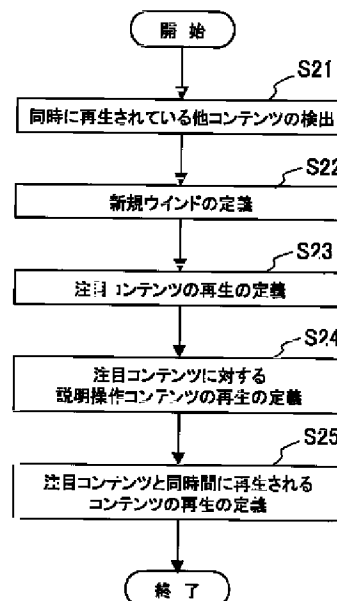 開始
S21
同時に再生されている他コンテンツの検出
S22
新規ウインドの定義
S23
注目コンテンツの再生の定義
S24
注目コンテンツに対する
説明操作コンテンツの再生の定義
S25
注目コンテンツと同時間に再生される
コンテンツの再生の定義
終了